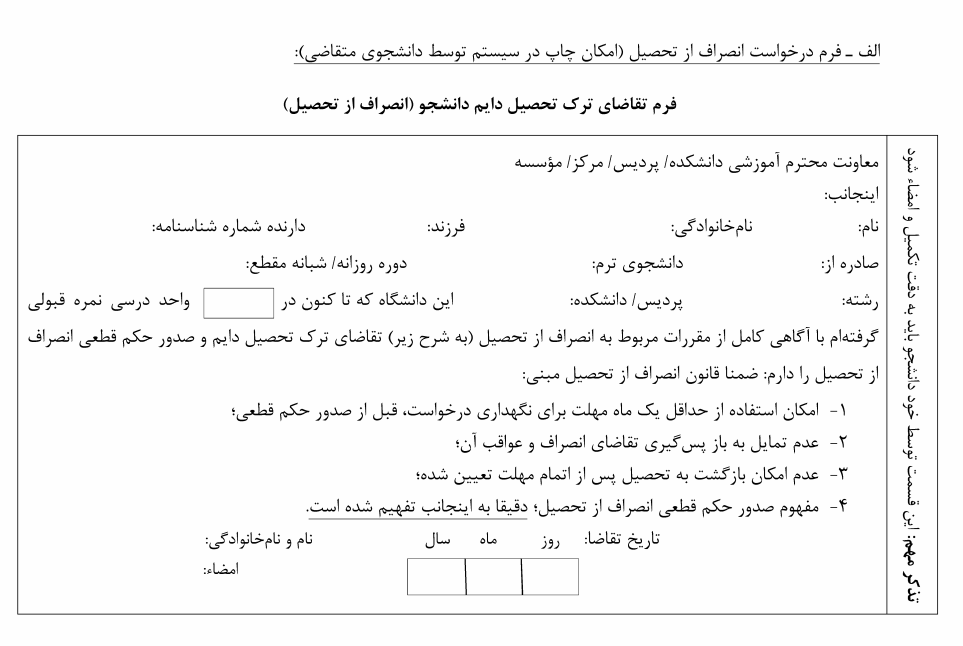 الف ـ فرم درخواست انصراف از تحصیل (امکان چاپ در سیستم توسط دانشجوی متقاضی):
فرم تقاضای ترک تحصیل دایم دانشجو (انصراف از تحصیل)
معاونت محترم آموزشی دانشکده/ پردیس/ مرکز/ مؤسسه
اینجانب:
نام: نام‌خانوادگی: فرزند: دارنده شماره شناسنامه:
صادره از: دانشجوی ترم: دوره روزانه/ شبانه مقطع:
رشته: پردیس/ دانشکده: این دانشگاه که تا کنون در واحد درسی نمره قبولی
گرفته‌ام با آگاهی کامل از مقررات مربوط به انصراف از تحصیل (به شرح زیر) تقاضای ترک تحصیل دایم و صدور حکم قطعی انصراف
از تحصیل را دارم: ضمنا قانون انصراف از تحصیل مبنی:
۱- امکان استفاده از حداقل یک ماه مهلت برای نگهداری درخواست، قبل از صدور حکم قطعی؛
۲- عدم تمایل به باز پس‌گیری تقاضای انصراف و عواقب آن؛
۳- عدم امکان بازگشت به تحصیل پس از اتمام مهلت تعیین شده؛
۴- مفهوم صدور حکم قطعی انصراف از تحصیل؛ دقیقا به اینجانب تفهیم شده است.
تاریخ تقاضا: روز ماه سال نام و نام‌خانوادگی:
امضاء:
تذکر مهم: این قسمت توسط خود دانشجو باید به دقت تکمیل و امضاء شود